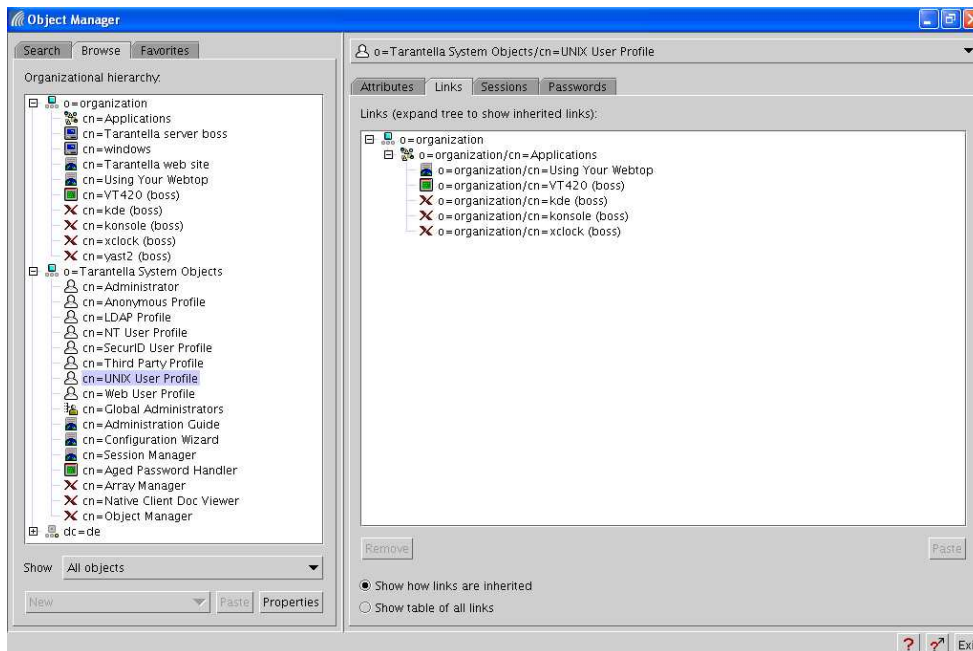 Object Manager
Search Browse Favorites
Organizational hierarchy:
o=organization
cn=Applications
cn=Tarantella server boss
cn=windows
cn=Tarantella web site
cn=Using Your Webtop
cn=VT420 (boss)
cn=kde (boss)
cn=konsole (boss)
cn=xclock (boss)
cn=yast2 (boss)
o=Tarantella System Objects
cn=Administrator
cn=Anonymous Profile
cn=LDAP Profile
cn=NT User Profile
cn=SecurID User Profile
cn=Third Party Profile
cn=UNIX User Profile
cn=Web User Profile
cn=Global Administrators
cn=Administration Guide
cn=Configuration Wizard
cn=Session Manager
cn=Aged Password Handler
cn=Array Manager
cn=Native Client Doc Viewer
cn=Object Manager
dc=de
Show All objects
New Paste Properties
o=Tarantella System Objects/cn=UNIX User Profile
Attributes Links Sessions Passwords
Links (expand tree to show inherited links):
o=organization
o=organization/cn=Applications
o=organization/cn=Using Your Webtop
o=organization/cn=VT420 (boss)
o=organization/cn=kde (boss)
o=organization/cn=konsole (boss)
o=organization/cn=xclock (boss)
Remove Paste
Show how links are inherited
Show table of all links
? ? Ex